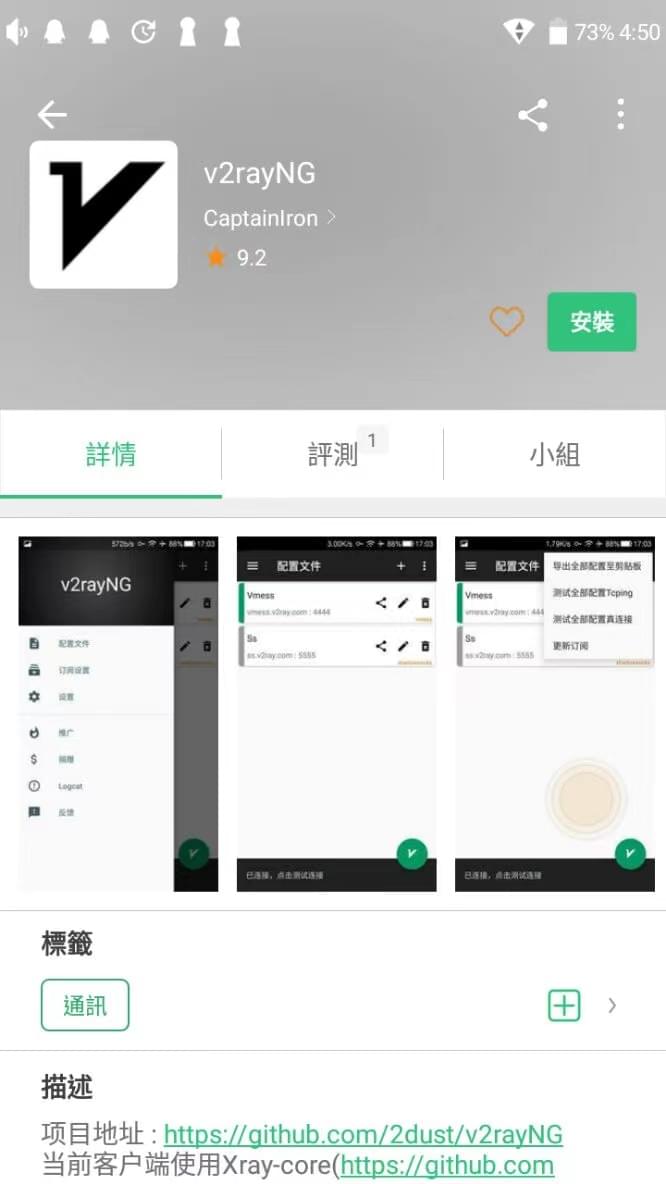 73% 4:50
v2rayNG
CaptainIron
9.2
安裝
詳情
評測
1
小組
572b/s 88% 17:03
v2rayNG
配置文件
订阅设置
设置
推广
捐赠
Logcat
反馈
3.00K/s 88% 17:03
配置文件
Vmess
vmess.v2ray.com : 4444
vmess
Ss
ss.v2ray.com : 5555
shadowsocks
已连接，点击测试连接
1.79K/s 88% 17:03
配置文件
导出全部配置至剪贴板
测试全部配置Tcping
测试全部配置真连接
更新订阅
Vmess
vmess.v2ray.com : 4444
Ss
ss.v2ray.com : 5555
shadowsocks
已连接，点击测试连接
標籤
通訊
描述
项目地址 : https://github.com/2dust/v2rayNG
当前客户端使用Xray-core(https://github.com